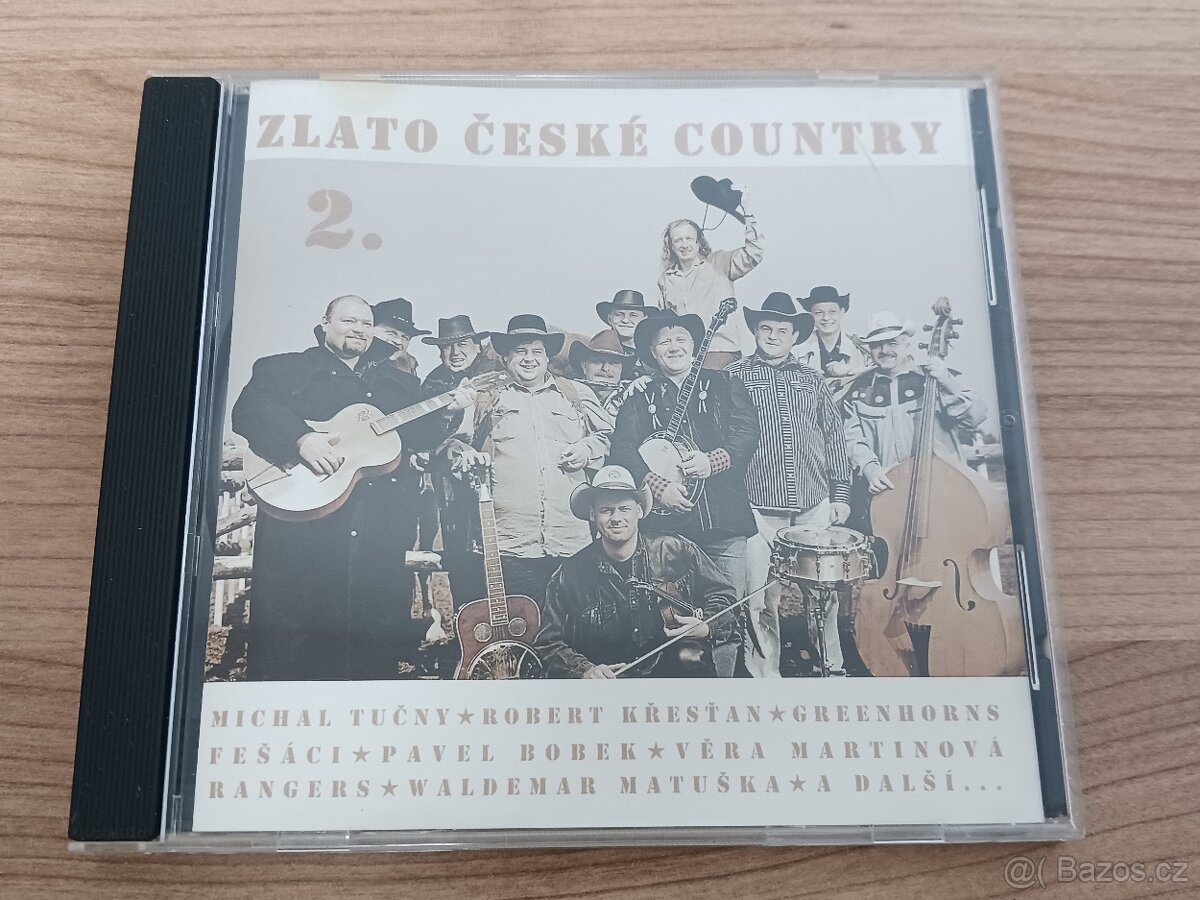 ZLATO ČESKÉ COUNTRY
2.
MICHAL TUČNY★ROBERT KŘESŤAN★GREENHORNS
FEŠÁCI★PAVEL BOBEK★VĚRA MARTINOVÁ
RANGERS★WALDEMAR MATUŠKA★A DALŠÍ...
@( Bazos.cz